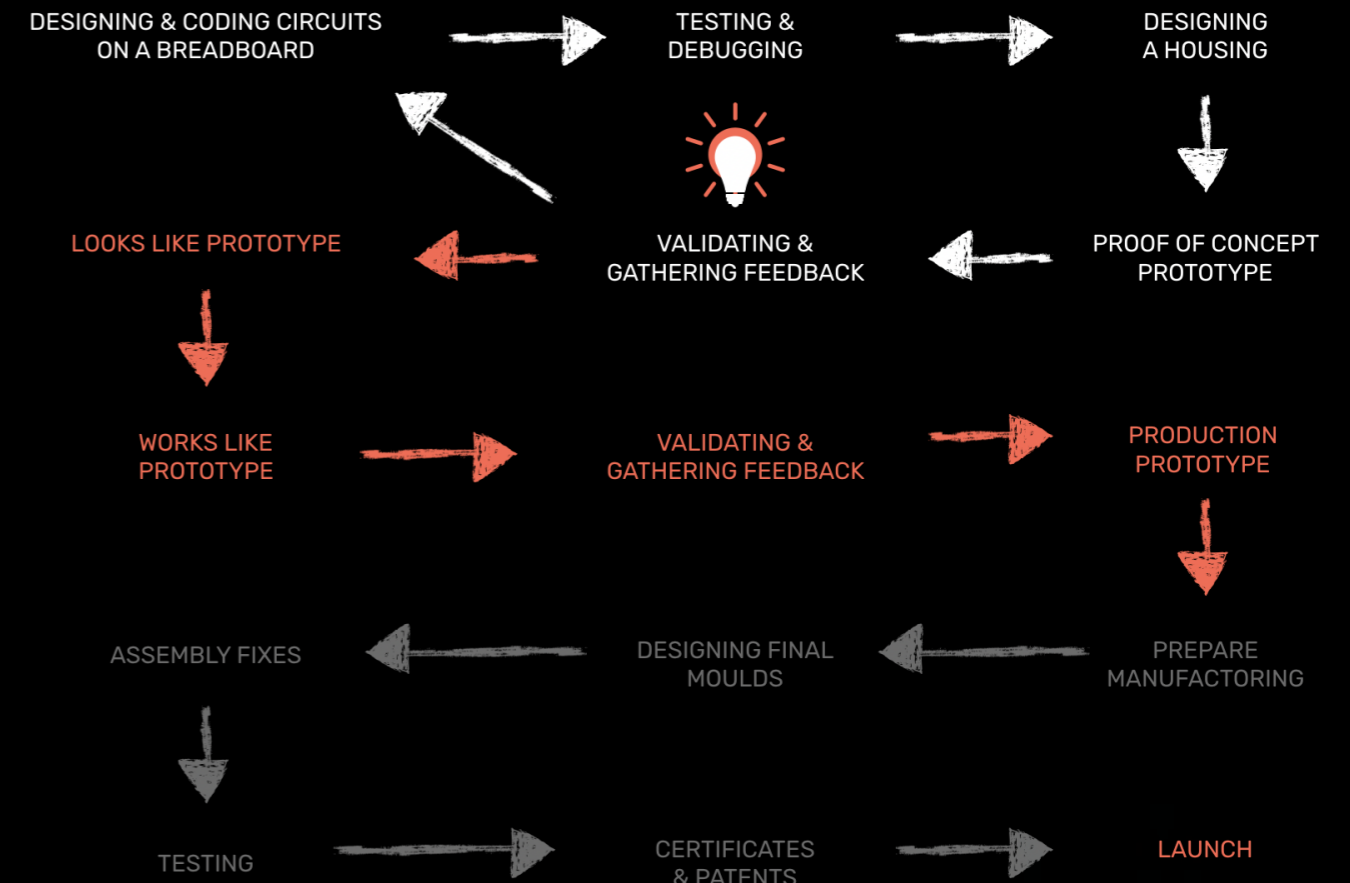 DESIGNING & CODING CIRCUITS
ON A BREADBOARD
TESTING &
DEBUGGING
DESIGNING
A HOUSING
LOOKS LIKE PROTOTYPE
VALIDATING &
GATHERING FEEDBACK
PROOF OF CONCEPT
PROTOTYPE
WORKS LIKE
PROTOTYPE
VALIDATING &
GATHERING FEEDBACK
PRODUCTION
PROTOTYPE
ASSEMBLY FIXES
DESIGNING FINAL
MOULDS
PREPARE
MANUFACTORING
TESTING
CERTIFICATES
& PATENTS
LAUNCH